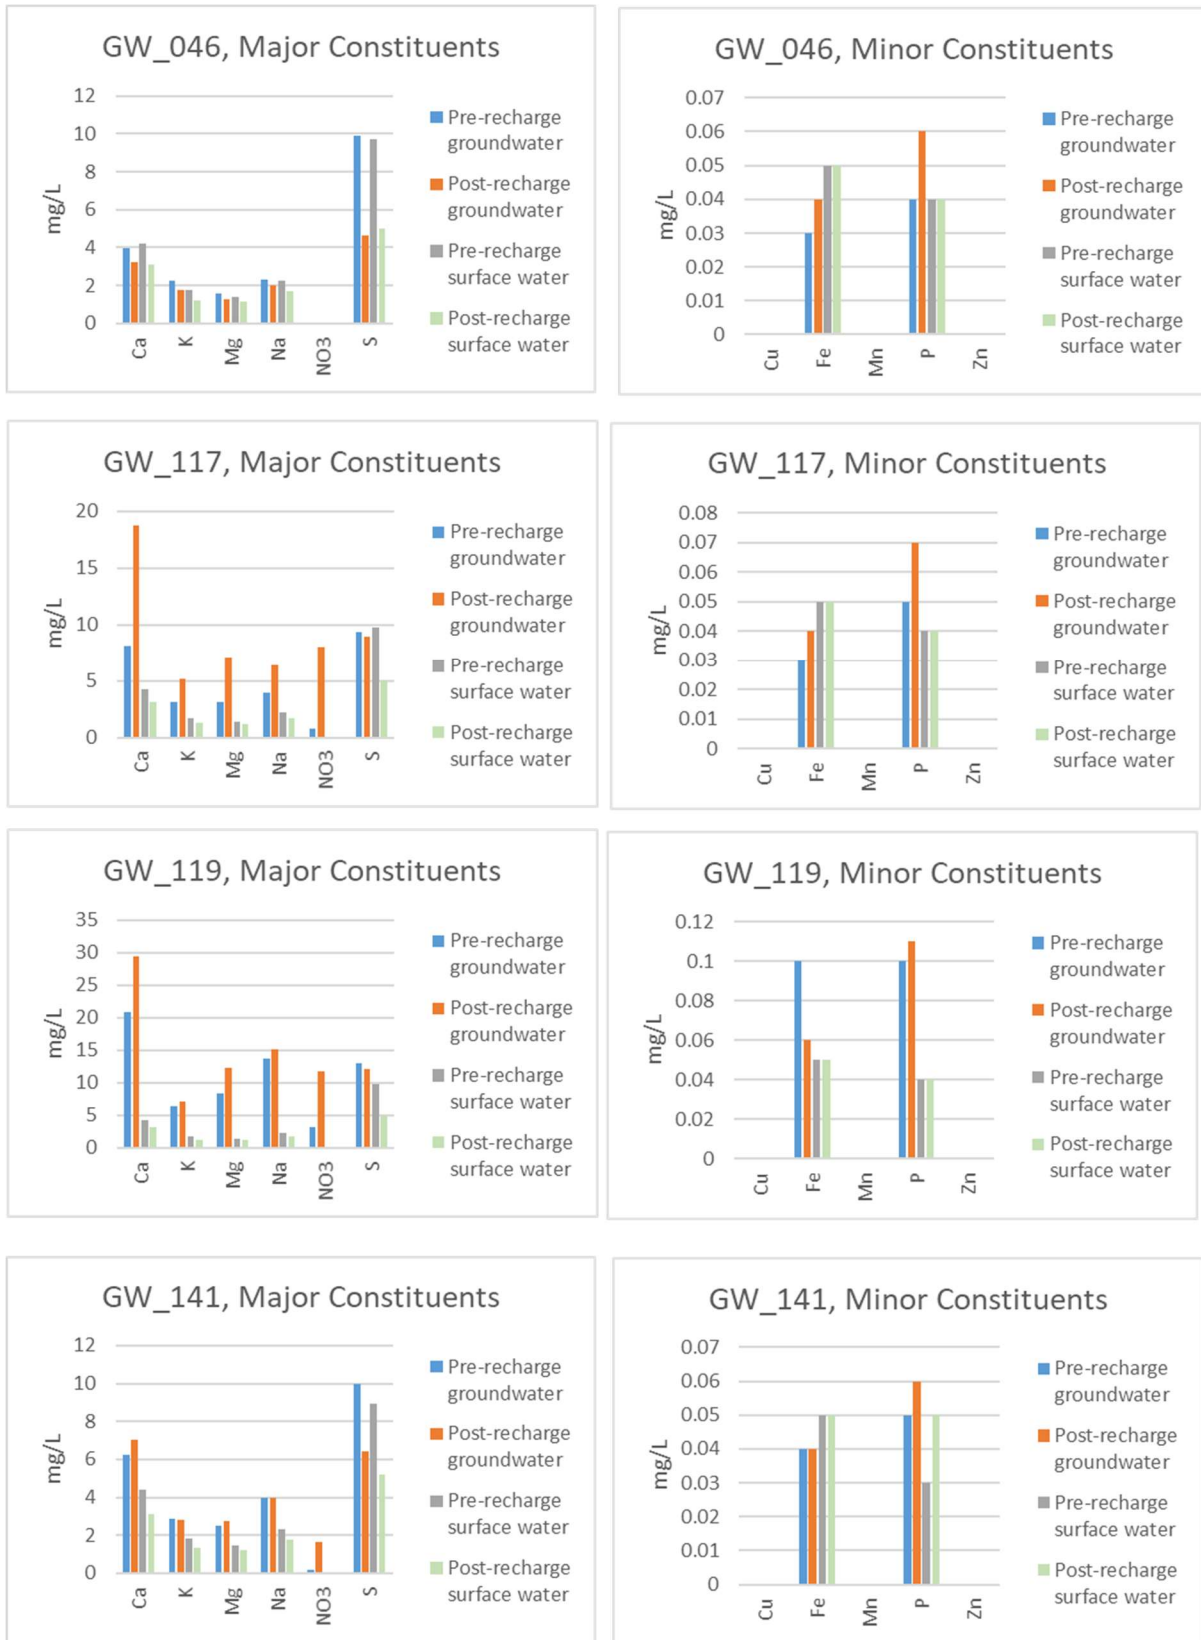 GW_046, Major Constituents
12
10
8
6
4
2
0
mg/L
Ca
K
Mg
Na
NO3
S
Pre-recharge
groundwater
Post-recharge
groundwater
Pre-recharge
surface water
Post-recharge
surface water
GW_046, Minor Constituents
0.07
0.06
0.05
0.04
0.03
0.02
0.01
0
mg/L
Cu
Fe
Mn
P
Zn
Pre-recharge
groundwater
Post-recharge
groundwater
Pre-recharge
surface water
Post-recharge
surface water
GW_117, Major Constituents
20
15
10
5
0
mg/L
Ca
K
Mg
Na
NO3
S
Pre-recharge
groundwater
Post-recharge
groundwater
Pre-recharge
surface water
Post-recharge
surface water
GW_117, Minor Constituents
0.08
0.07
0.06
0.05
0.04
0.03
0.02
0.01
0
mg/L
Cu
Fe
Mn
P
Zn
Pre-recharge
groundwater
Post-recharge
groundwater
Pre-recharge
surface water
Post-recharge
surface water
GW_119, Major Constituents
35
30
25
20
15
10
5
0
mg/L
Ca
K
Mg
Na
NO3
S
Pre-recharge
groundwater
Post-recharge
groundwater
Pre-recharge
surface water
Post-recharge
surface water
GW_119, Minor Constituents
0.12
0.1
0.08
0.06
0.04
0.02
0
mg/L
Cu
Fe
Mn
P
Zn
Pre-recharge
groundwater
Post-recharge
groundwater
Pre-recharge
surface water
Post-recharge
surface water
GW_141, Major Constituents
12
10
8
6
4
2
0
mg/L
Ca
K
Mg
Na
NO3
S
Pre-recharge
groundwater
Post-recharge
groundwater
Pre-recharge
surface water
Post-recharge
surface water
GW_141, Minor Constituents
0.07
0.06
0.05
0.04
0.03
0.02
0.01
0
mg/L
Cu
Fe
Mn
P
Zn
Pre-recharge
groundwater
Post-recharge
groundwater
Pre-recharge
surface water
Post-recharge
surface water